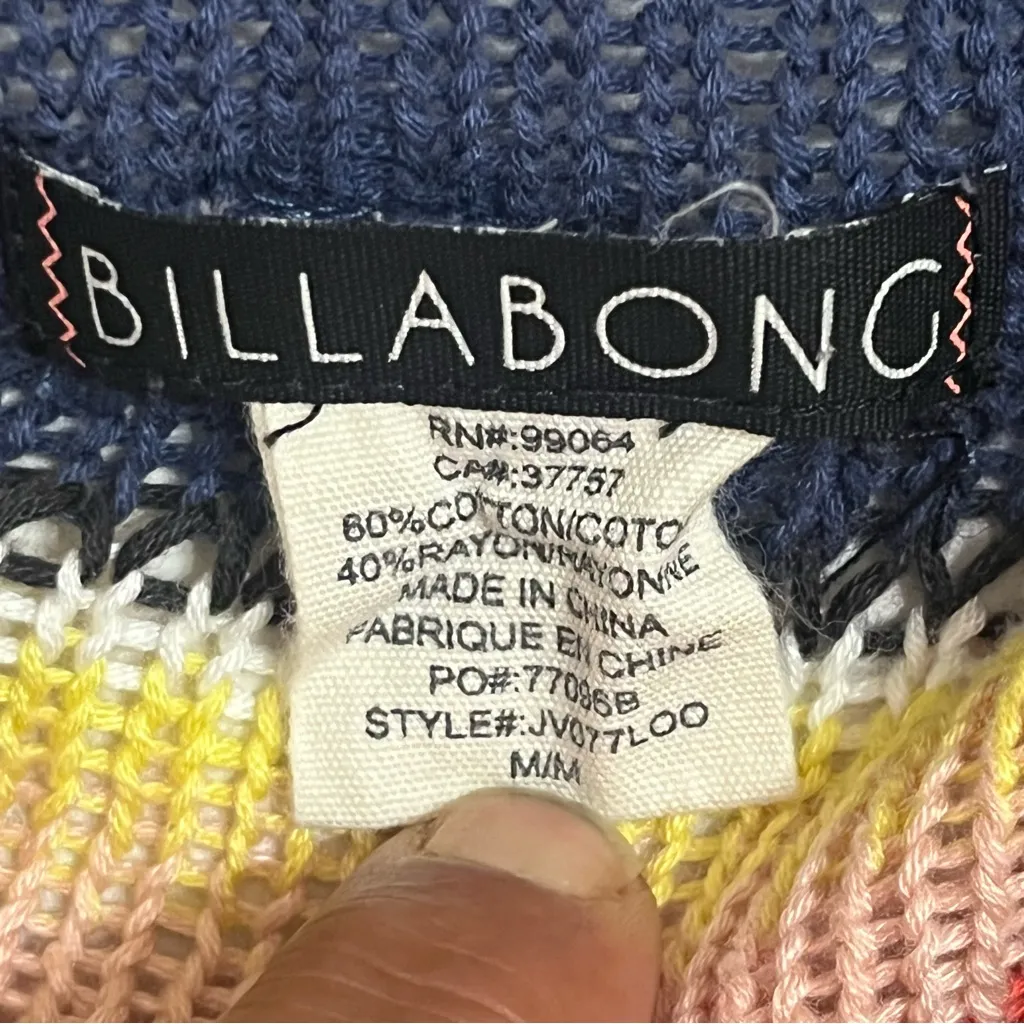 BILLABONG
RN#:99064
CA#:37757
60%COTTON/COTO
40%RAYON/RAYONNE
MADE IN CHINA
FABRIQUE EN CHINE
PO#:77096B
STYLE#:JV077LOO
M/M